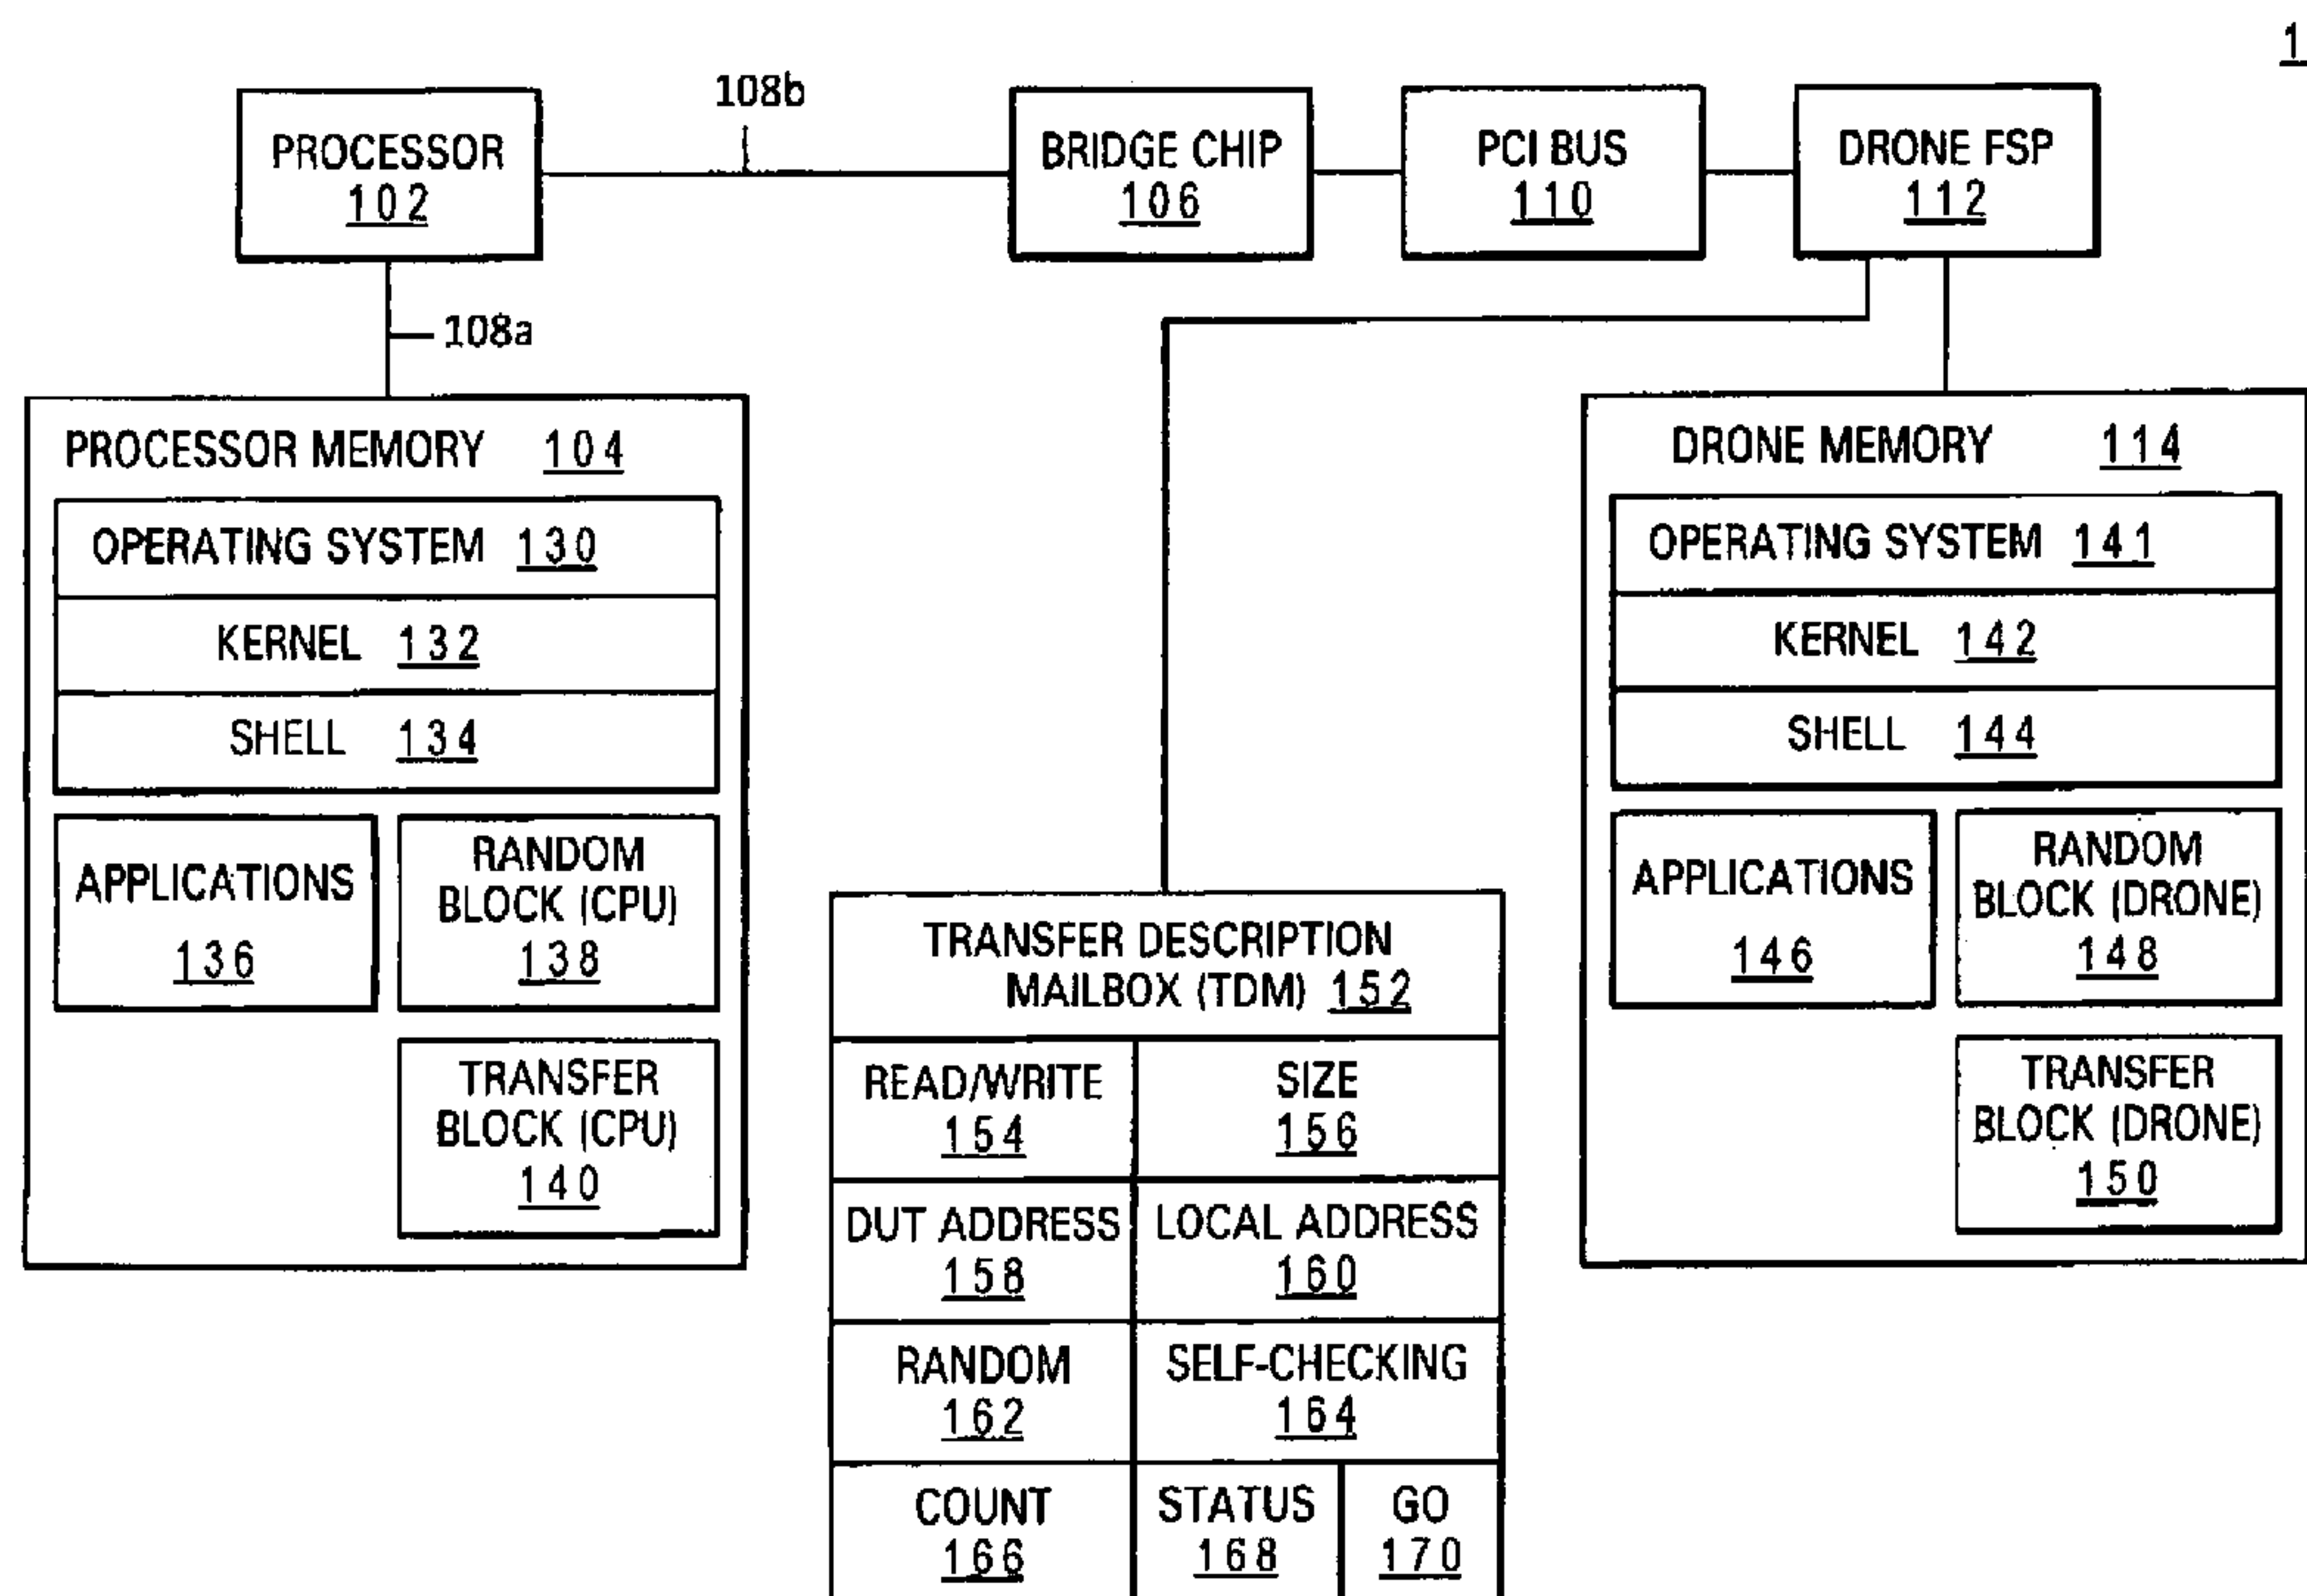 1
108b
PROCESSOR
102
BRIDGE CHIP
106
PCI BUS
110
DRONE FSP
112
108a
PROCESSOR MEMORY 104
OPERATING SYSTEM 130
KERNEL 132
SHELL 134
APPLICATIONS
136
RANDOM
BLOCK (CPU)
138
TRANSFER
BLOCK (CPU)
140
TRANSFER DESCRIPTION
MAILBOX (TDM) 152
READ/WRITE
154
SIZE
156
DUT ADDRESS
158
LOCAL ADDRESS
160
RANDOM
162
SELF-CHECKING
164
COUNT
166
STATUS
168
GO
170
DRONE MEMORY 114
OPERATING SYSTEM 141
KERNEL 142
SHELL 144
APPLICATIONS
146
RANDOM
BLOCK (DRONE)
148
TRANSFER
BLOCK (DRONE)
150